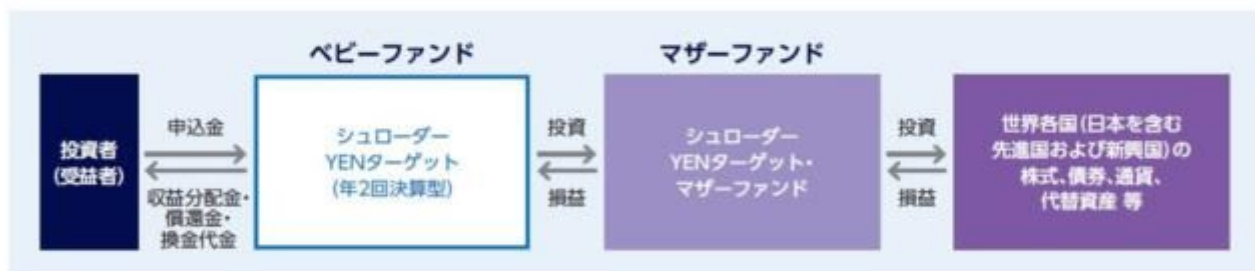 ベビーファンド
マザーファンド
投資者
(受益者)
申込金
収益分配金・
償還金・
換金代金
シュローダー
YENターゲット
(年2回決算型)
投資
損益
シュローダー
YENターゲット・
マザーファンド
投資
損益
世界各国(日本を含む
先進国および新興国)の
株式、債券、通貨、
代替資産 等